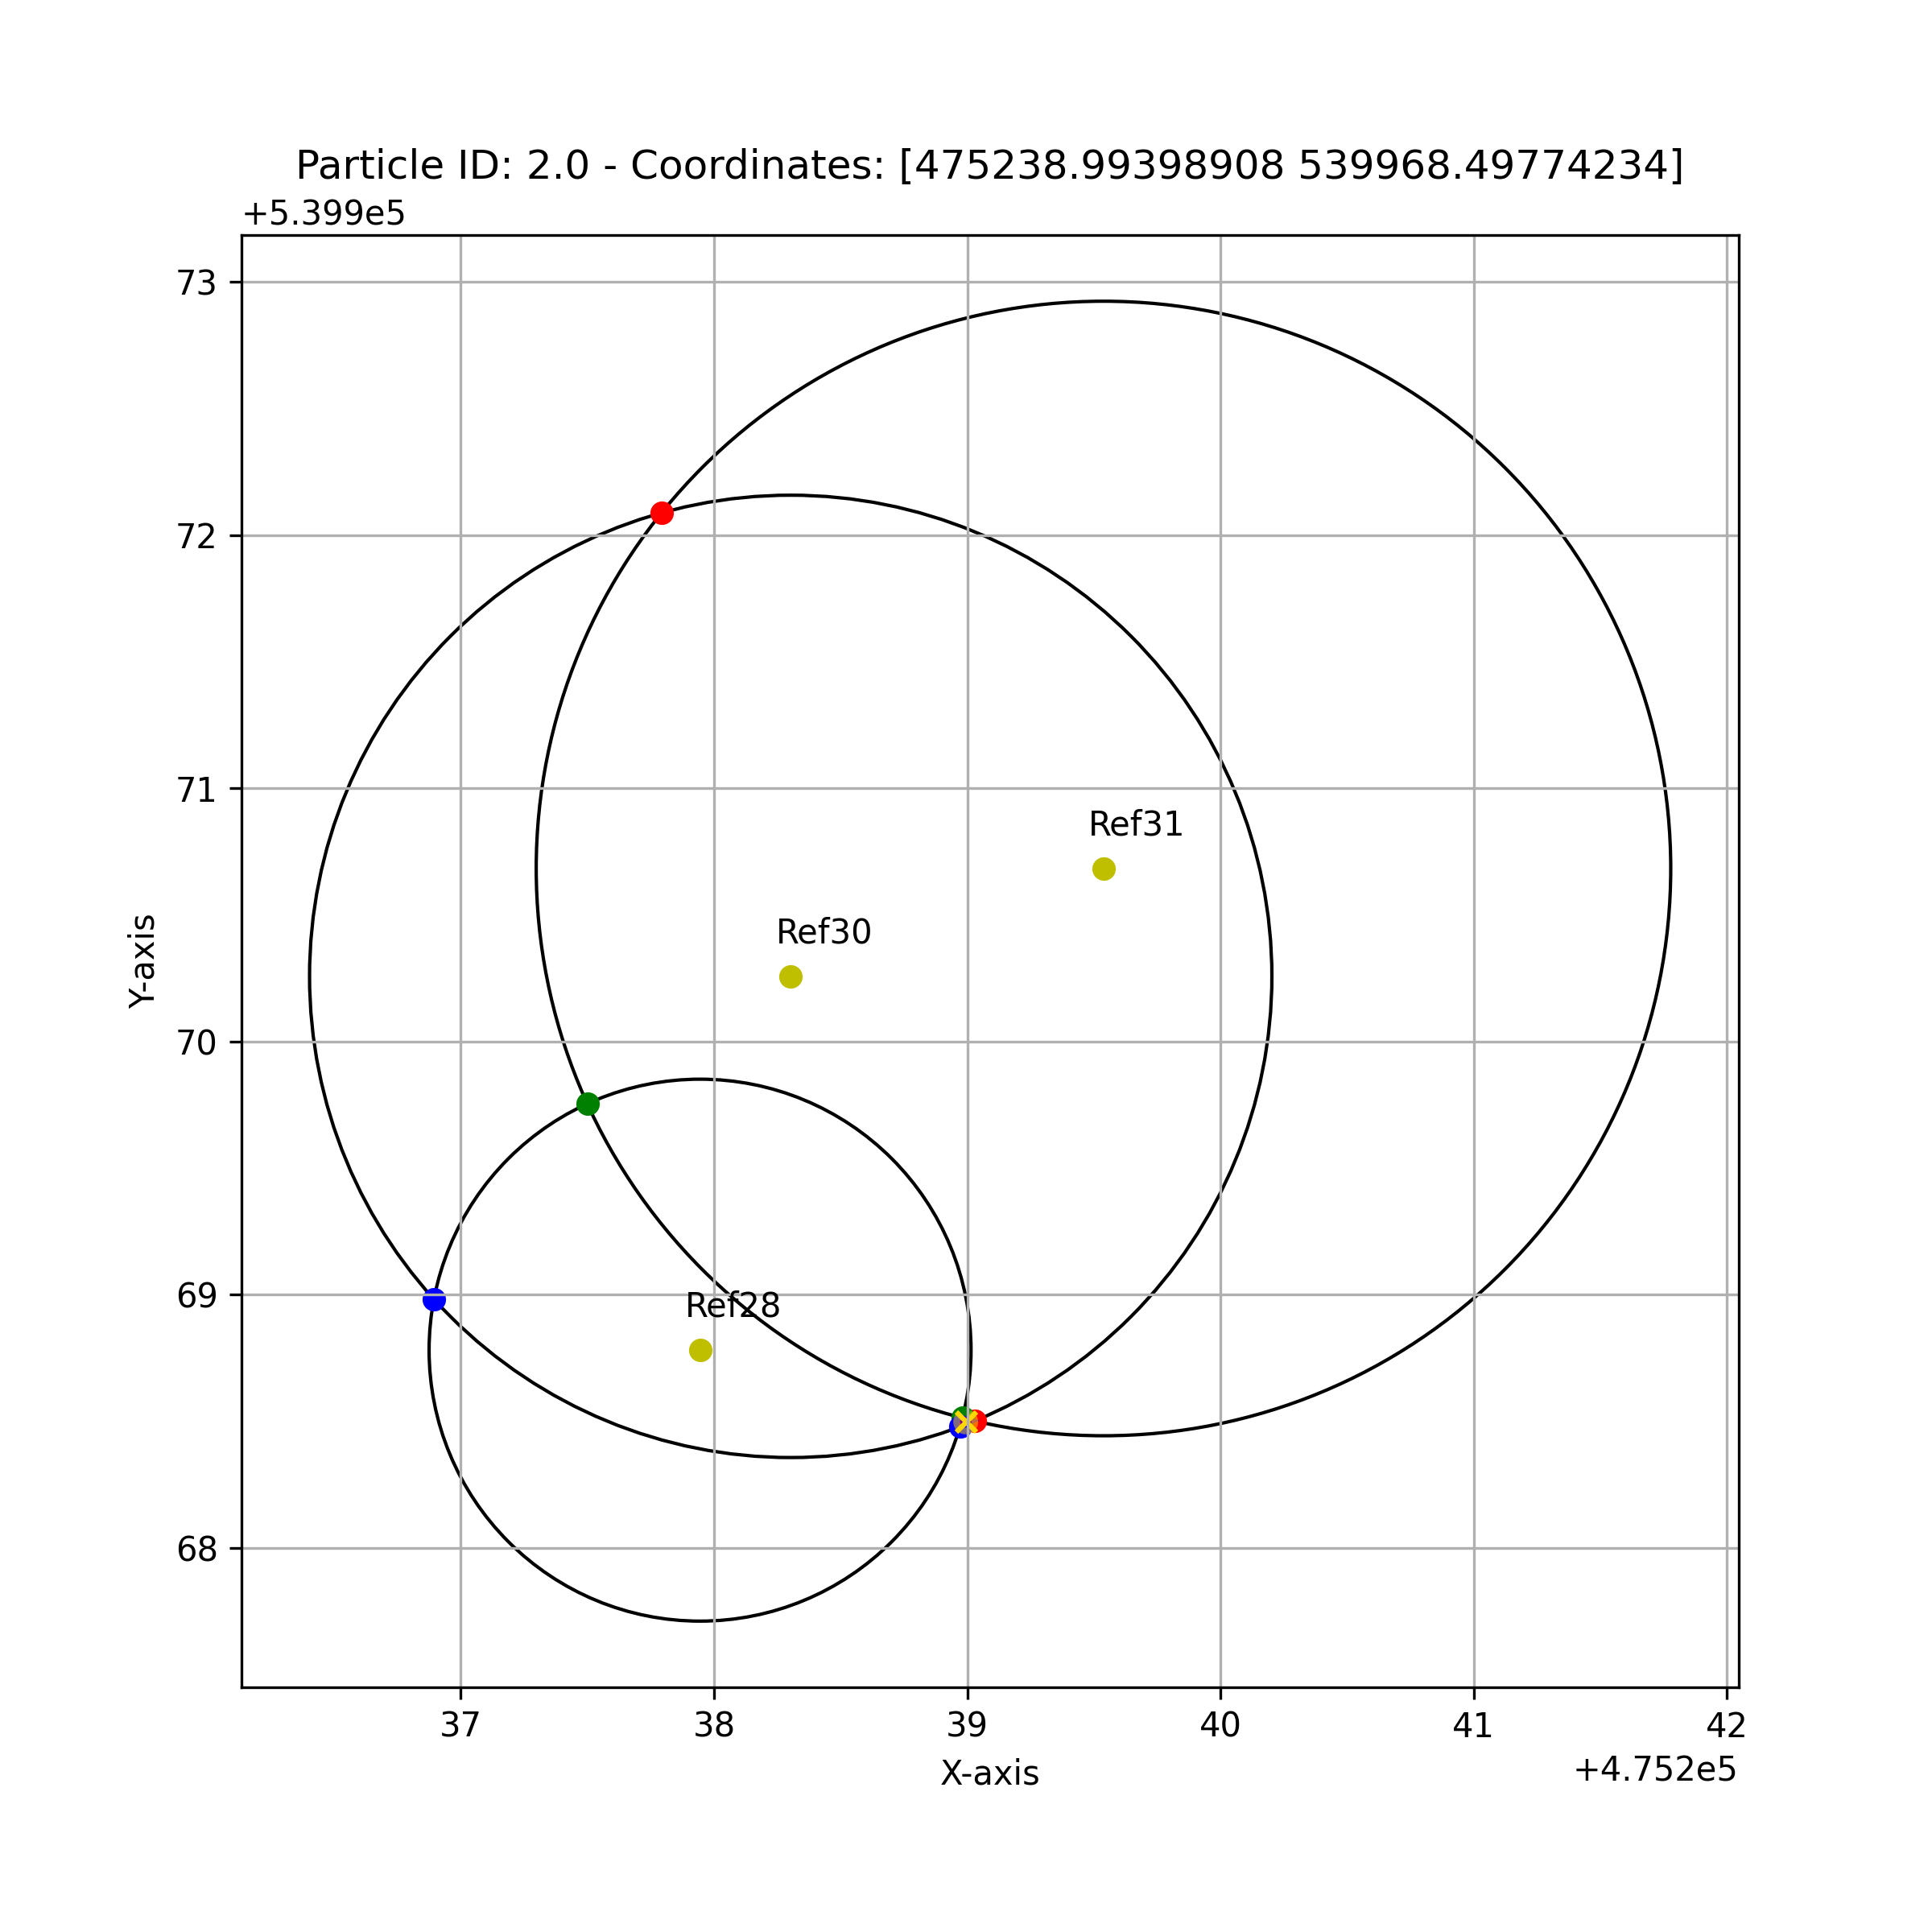 Particle ID: 2.0 - Coordinates: [475238.99398908 539968.49774234]
+5.399e5
73
72
71
70
69
68
Y-axis
Ref31
Ref30
Ref28
37 38 39 40 41 42
X-axis
+4.752e5